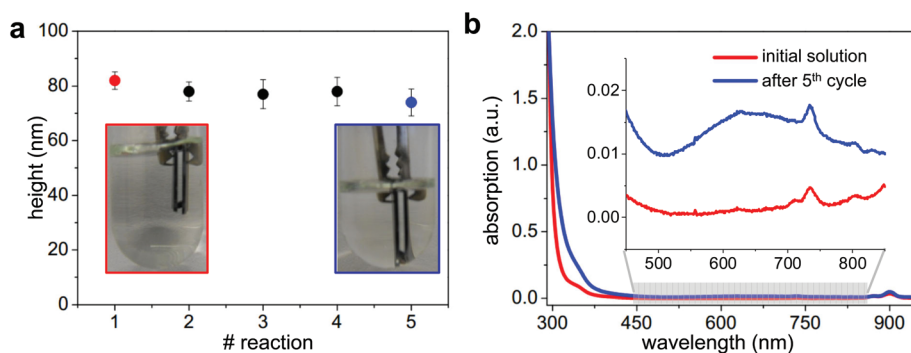 a
height (nm)
100
80
60
40
20
0
1 2 3 4 5
# reaction
b
absorption (a.u.)
2.0
1.5
1.0
0.5
0.0
initial solution
after 5th cycle
0.02
0.01
0.00
500 600 700 800
300 450 600 750 900
wavelength (nm)